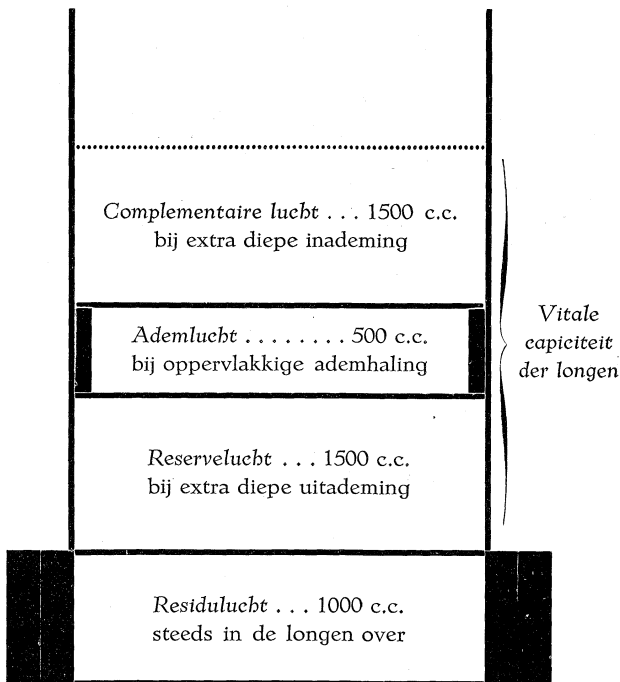 Complementaire lucht . . . 1500 c.c.
bij extra diepe inademing
Ademlucht . . . . . . . . 500 c.c.
bij oppervlakkige ademhaling
Reservelucht . . . 1500 c.c.
bij extra diepe uitademing
Residulucht . . . 1000 c.c.
steeds in de longen over
Vitale
capiciteit
der longen